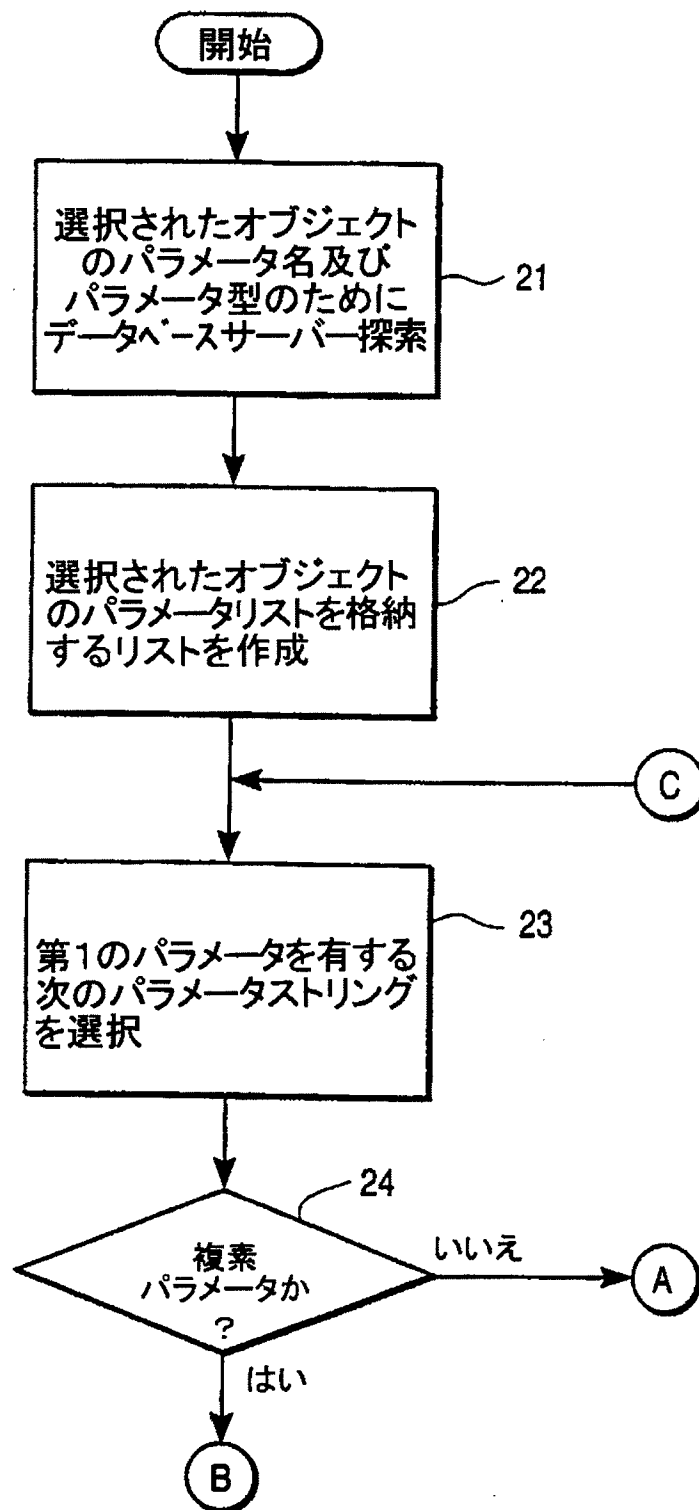 開始
選択されたオブジェクト
のパラメータ名及び
パラメータ型のために
データベースサーバー探索
21
選択されたオブジェクト
のパラメータリストを格納
するリストを作成
22
C
第1のパラメータを有する
次のパラメータストリング
を選択
23
24
複素
パラメータか
?
いいえ
A
はい
B